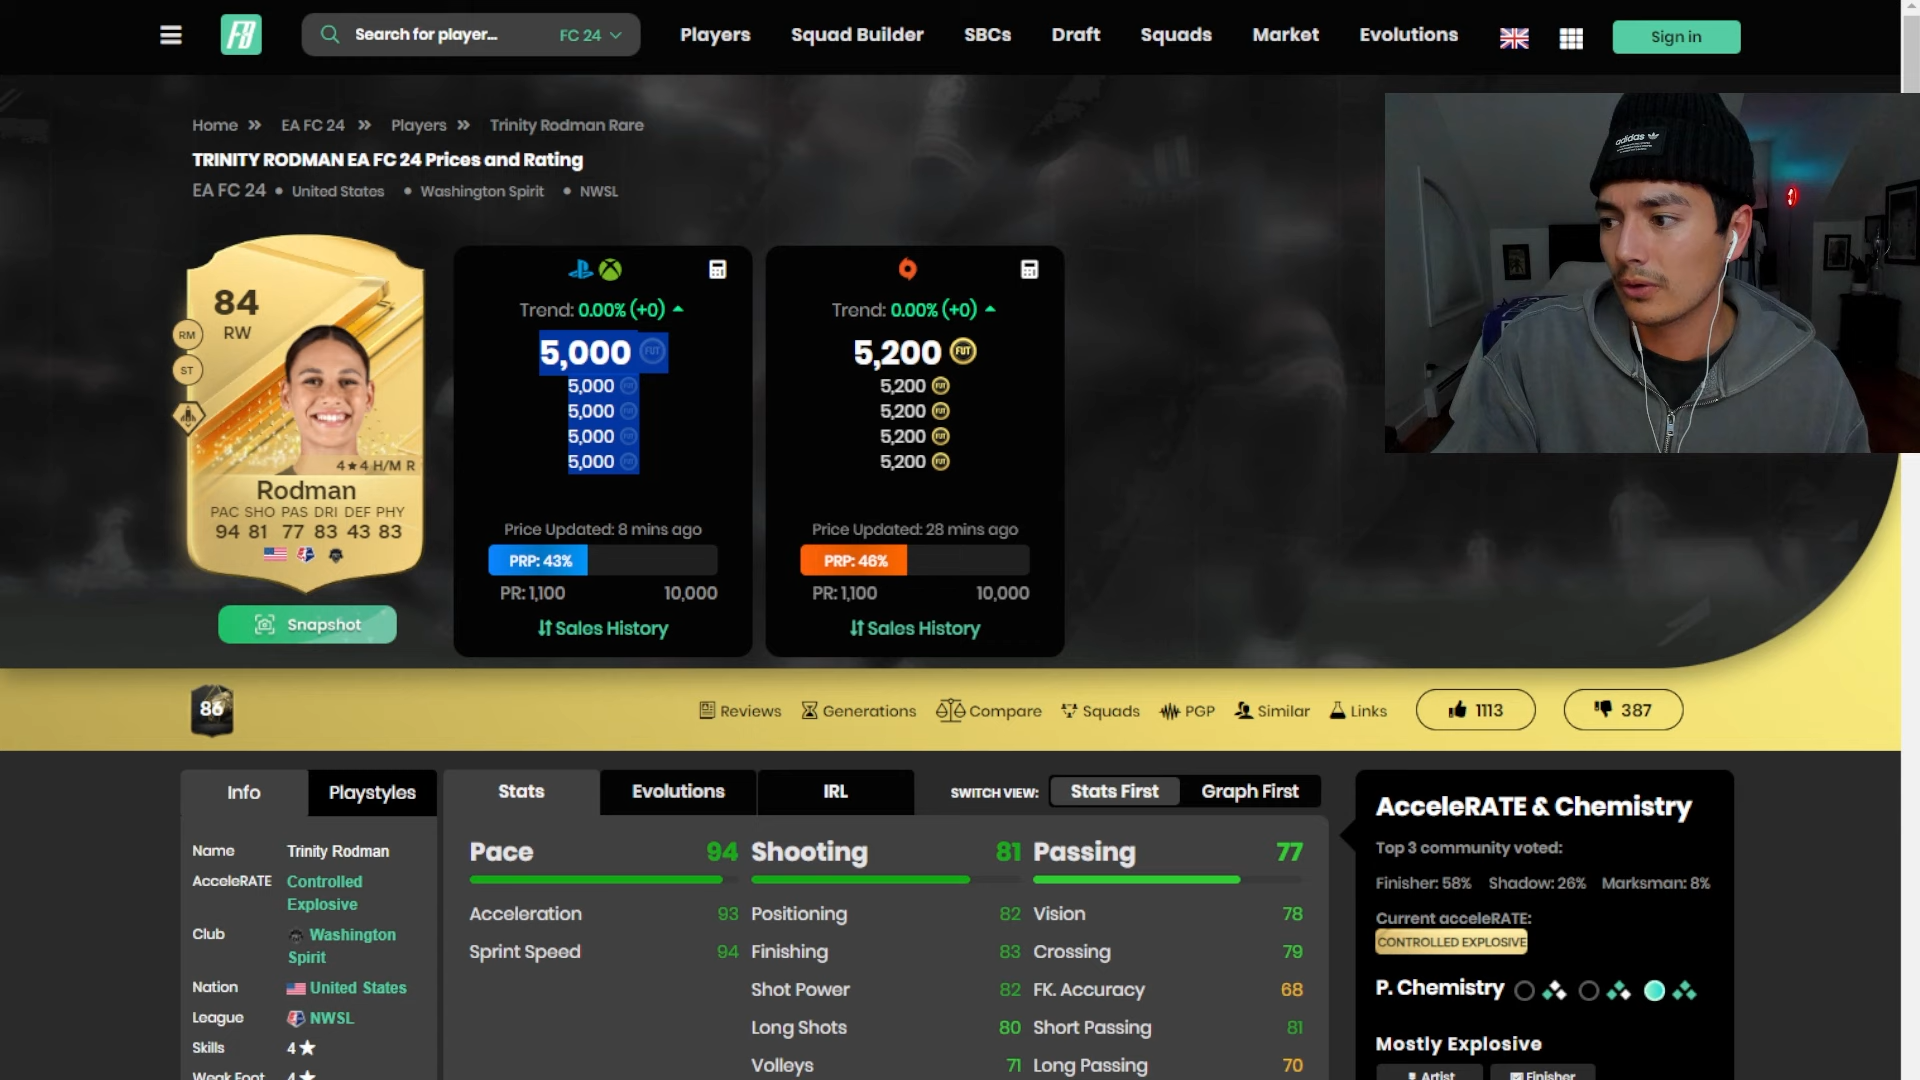 Search for player... FC 24 Players Squad Builder SBCs Draft Squads Market Evolutions Sign in
Home » EA FC 24 » Players » Trinity Rodman Rare
TRINITY RODMAN EA FC 24 Prices and Rating
EA FC 24 • United States • Washington Spirit • NWSL
84
RW
RM
ST
4★4 H/M R
Rodman
PAC SHO PAS DRI DEF PHY
94 81 77 83 43 83
Snapshot
Trend: 0.00% (+0)
5,000 FUT
5,000
5,000
5,000
5,000
Price Updated: 8 mins ago
PRP: 43%
PR: 1,100 10,000
Sales History
Trend: 0.00% (+0)
5,200 FUT
5,200
5,200
5,200
5,200
Price Updated: 28 mins ago
PRP: 46%
PR: 1,100 10,000
Sales History
adidas
86
Reviews Generations Compare Squads PGP Similar Links 1113 387
Info Playstyles
Name Trinity Rodman
AcceleRATE Controlled
Explosive
Club Washington
Spirit
Nation United States
League NWSL
Skills 4★
Weak Foot 4★
Stats Evolutions IRL SWITCH VIEW: Stats First Graph First
Pace 94 Shooting 81 Passing 77
Acceleration 93 Positioning 82 Vision 78
Sprint Speed 94 Finishing 83 Crossing 79
Shot Power 82 FK. Accuracy 68
Long Shots 80 Short Passing 81
Volleys 71 Long Passing 70
AcceleRATE & Chemistry
Top 3 community voted:
Finisher: 58% Shadow: 26% Marksman: 8%
Current acceleRATE:
CONTROLLED EXPLOSIVE
P. Chemistry
Mostly Explosive
Artist Finisher